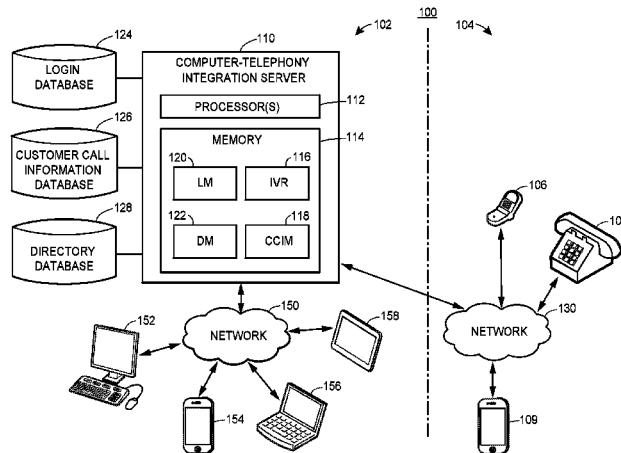 100
102
104
110
124
LOGIN
DATABASE
COMPUTER-TELEPHONY
INTEGRATION SERVER
PROCESSOR(S)
112
126
CUSTOMER CALL
INFORMATION
DATABASE
MEMORY
114
120
LM
116
IVR
122
DM
118
CCIM
128
DIRECTORY
DATABASE
106
10
150
NETWORK
130
NETWORK
152
158
154
156
109